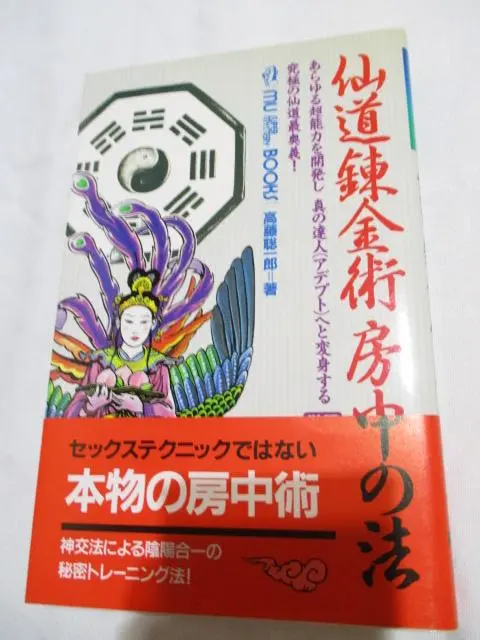 仙道錬金術房中の法
あらゆる超能力を開発し 真の達人〈アデプト〉へと変身する
究極の仙道最奥義!
mu
SUPER MYSTERY
BOOKS
高藤聡一郎=著
セックステクニックではない
本物の房中術
神交法による陰陽合一の
秘密トレーニング法!